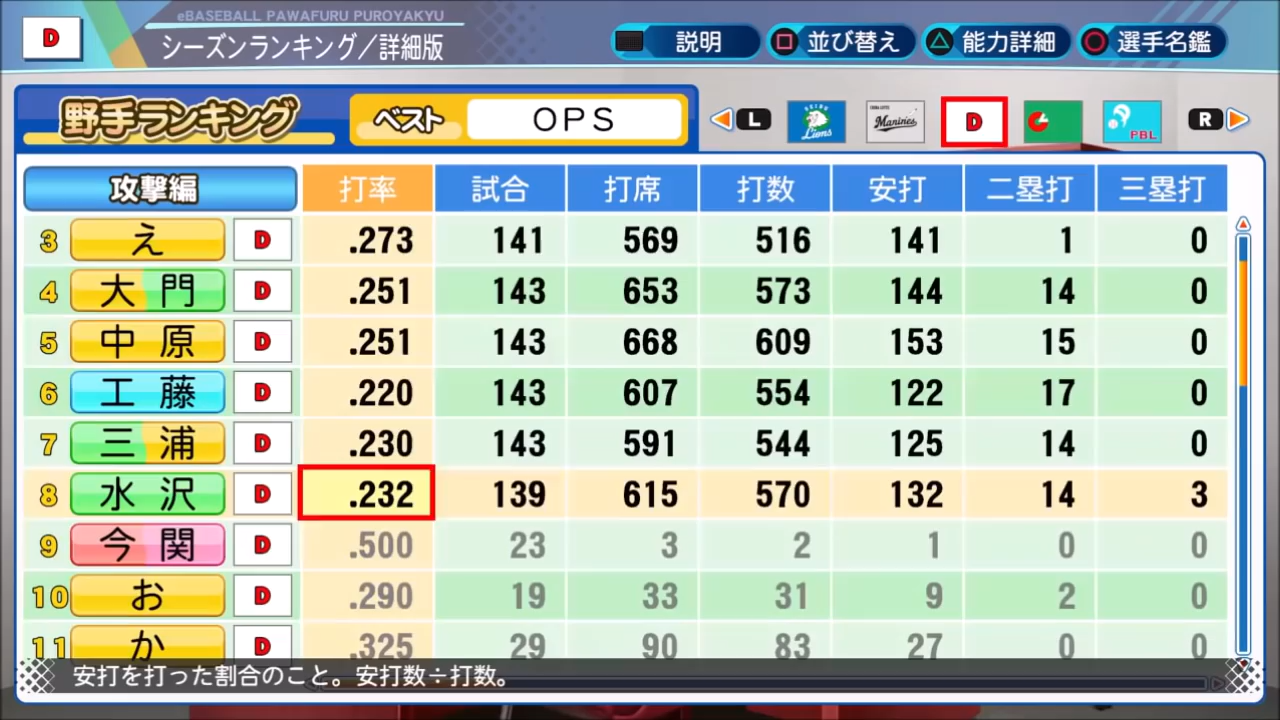 eBASEBALL PAWAFURU PUROYAKYU
D シーズンランキング/詳細版 説明 並び替え 能力詳細 選手名鑑
野手ランキング ベスト OPS L Lions Marines D PBL R
攻撃編 打率 試合 打席 打数 安打 二塁打 三塁打
3 え D .273 141 569 516 141 1 0
4 大門 D .251 143 653 573 144 14 0
5 中原 D .251 143 668 609 153 15 0
6 工藤 D .220 143 607 554 122 17 0
7 三浦 D .230 143 591 544 125 14 0
8 水沢 D .232 139 615 570 132 14 3
9 今関 D .500 23 3 2 1 0 0
10 お D .290 19 33 31 9 2 0
11 か D .325 29 90 83 27 0 0
安打を打った割合のこと。安打数÷打数。